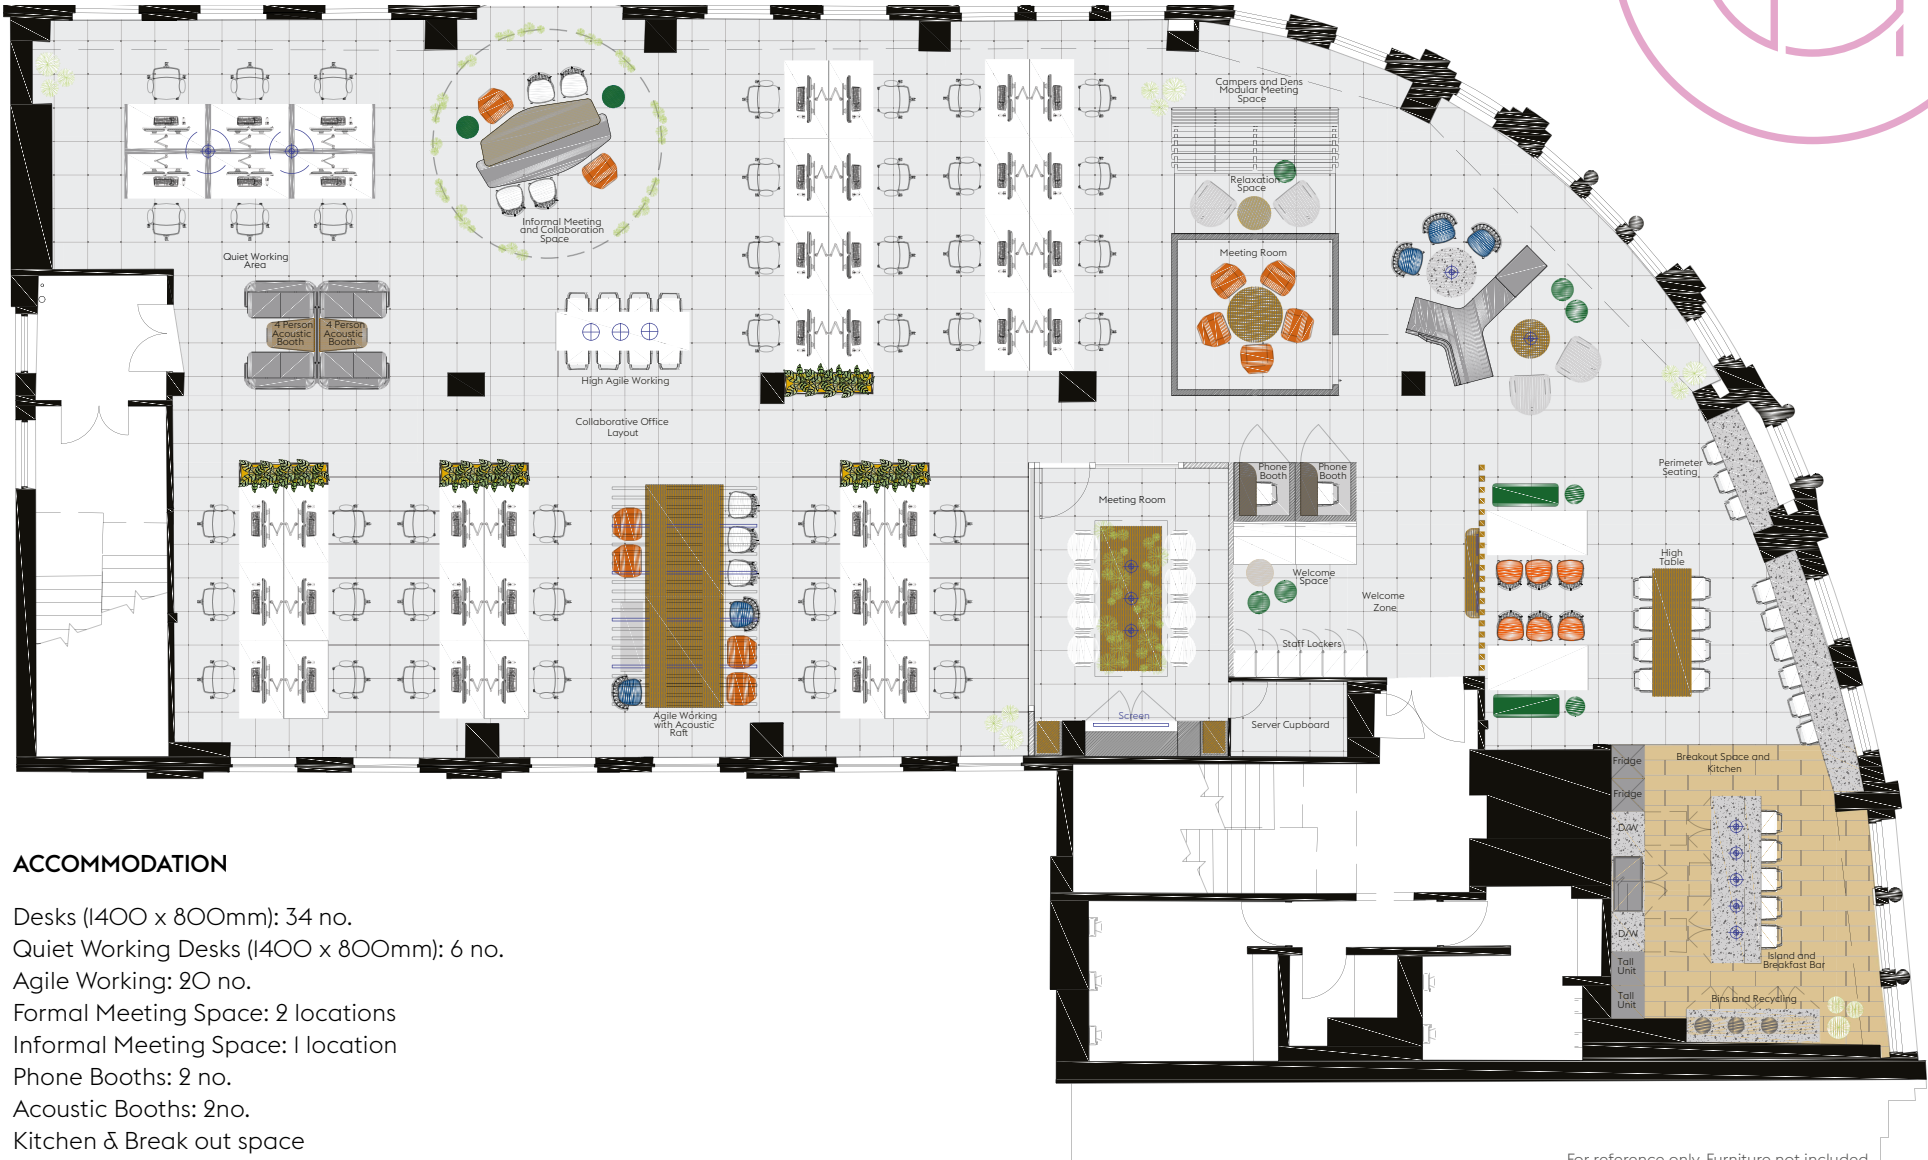 Campers and Dens
Modular Meeting
Space
Relaxation
Space
Informal Meeting
and Collaboration
Space
Quiet Working
Area
Meeting Room
4 Person
Acoustic
Booth
4 Person
Acoustic
Booth
High Agile Working
Collaborative Office
Layout
Perimeter
Seating
Phone
Booth
Phone
Booth
Meeting Room
High
Table
Welcome
Space
Welcome
Zone
Staff Lockers
Agile Working
with Acoustic
Raft
Screen
Server Cupboard
Fridge
Fridge
D/W
D/W
Tall
Unit
Tall
Unit
Breakout Space and
Kitchen
Island and
Breakfast Bar
Bins and Recycling
ACCOMMODATION
Desks (1400 x 800mm): 34 no.
Quiet Working Desks (1400 x 800mm): 6 no.
Agile Working: 20 no.
Formal Meeting Space: 2 locations
Informal Meeting Space: 1 location
Phone Booths: 2 no.
Acoustic Booths: 2no.
Kitchen & Break out space
For reference only. Furniture not included